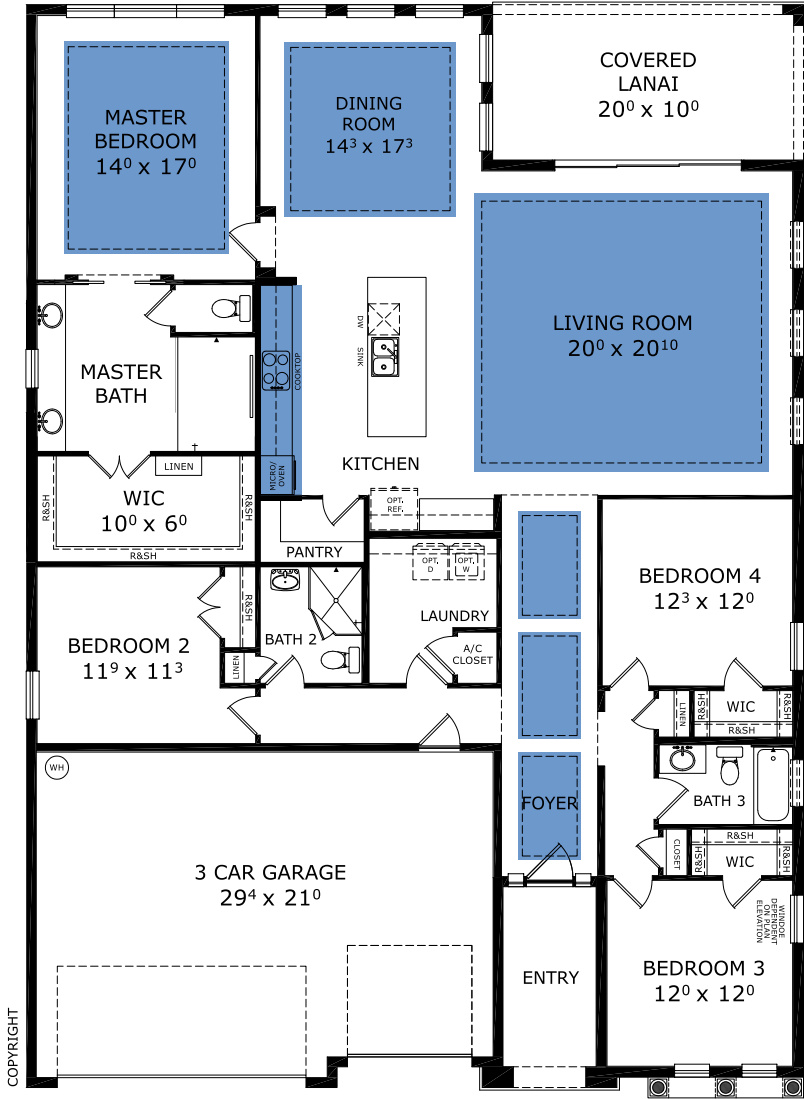 MASTER
BEDROOM
14⁰ x 17⁰
DINING
ROOM
14³ x 17³
COVERED
LANAI
20⁰ x 10⁰
LIVING ROOM
20⁰ x 20¹⁰
DW
SINK
COOKTOP
MICRO/
OVEN
KITCHEN
MASTER
BATH
LINEN
WIC
10⁰ x 6⁰
R&SH
R&SH
R&SH
OPT.
REF.
PANTRY
OPT.
D
OPT.
W
LAUNDRY
A/C
CLOSET
BEDROOM 4
12³ x 12⁰
BEDROOM 2
11⁹ x 11³
R&SH
LINEN
BATH 2
LINEN
R&SH
WIC
R&SH
R&SH
WH
BATH 3
FOYER
CLOSET
R&SH
R&SH
WIC
R&SH
3 CAR GARAGE
29⁴ x 21⁰
WINDOE
DEPENDENT
ON PLAN
ELEVATION
ENTRY
BEDROOM 3
12⁰ x 12⁰
COPYRIGHT